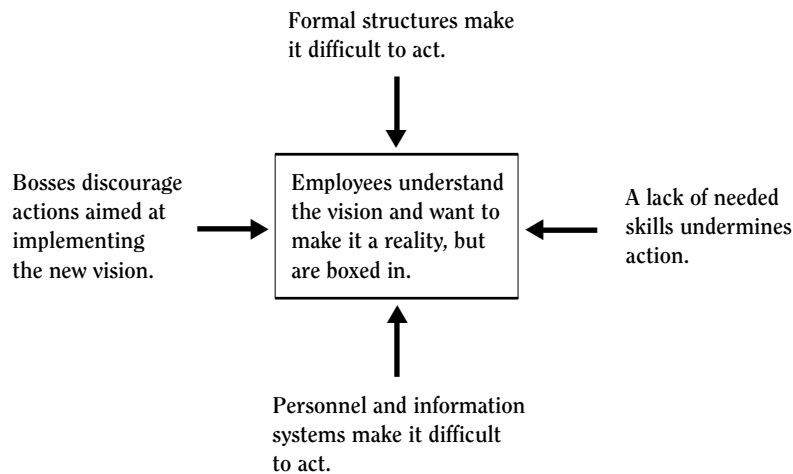 Formal structures make
it difficult to act.
Bosses discourage
actions aimed at
implementing
the new vision.
Employees understand
the vision and want to
make it a reality, but
are boxed in.
A lack of needed
skills undermines
action.
Personnel and information
systems make it difficult
to act.